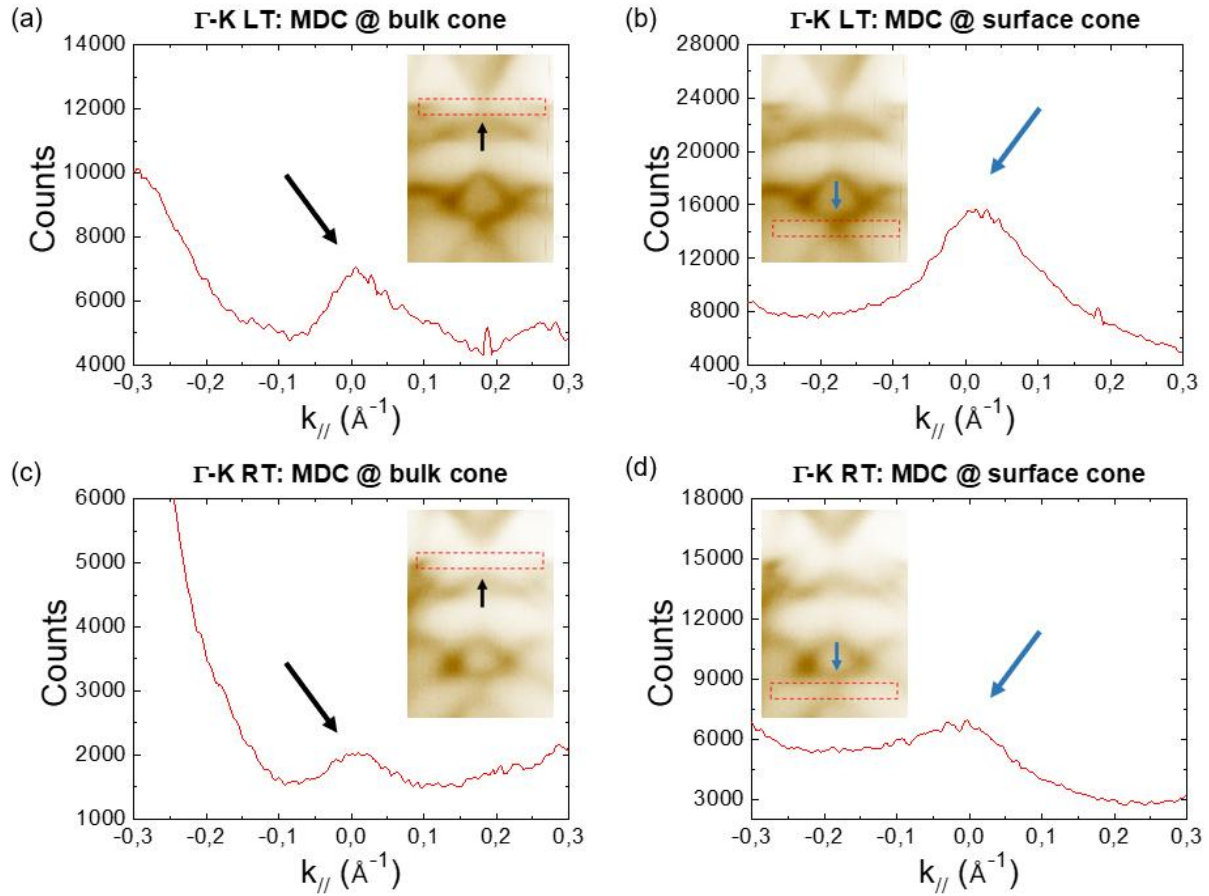 (a)
Γ-K LT: MDC @ bulk cone
14000
12000
10000
8000
6000
4000
Counts
-0,3 -0,2 -0,1 0,0 0,1 0,2 0,3
k// (Å⁻¹)
(b)
Γ-K LT: MDC @ surface cone
28000
24000
20000
16000
12000
8000
4000
Counts
-0,3 -0,2 -0,1 0,0 0,1 0,2 0,3
k// (Å⁻¹)
(c)
Γ-K RT: MDC @ bulk cone
6000
5000
4000
3000
2000
1000
Counts
-0,3 -0,2 -0,1 0,0 0,1 0,2 0,3
k// (Å⁻¹)
(d)
Γ-K RT: MDC @ surface cone
18000
15000
12000
9000
6000
3000
Counts
-0,3 -0,2 -0,1 0,0 0,1 0,2 0,3
k// (Å⁻¹)